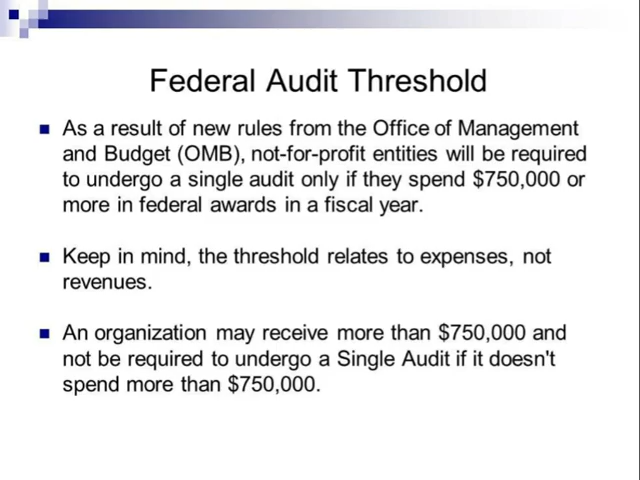 Federal Audit Threshold
As a result of new rules from the Office of Management
and Budget (OMB), not-for-profit entities will be required
to undergo a single audit only if they spend $750,000 or
more in federal awards in a fiscal year.
Keep in mind, the threshold relates to expenses, not
revenues.
An organization may receive more than $750,000 and
not be required to undergo a Single Audit if it doesn't
spend more than $750,000.